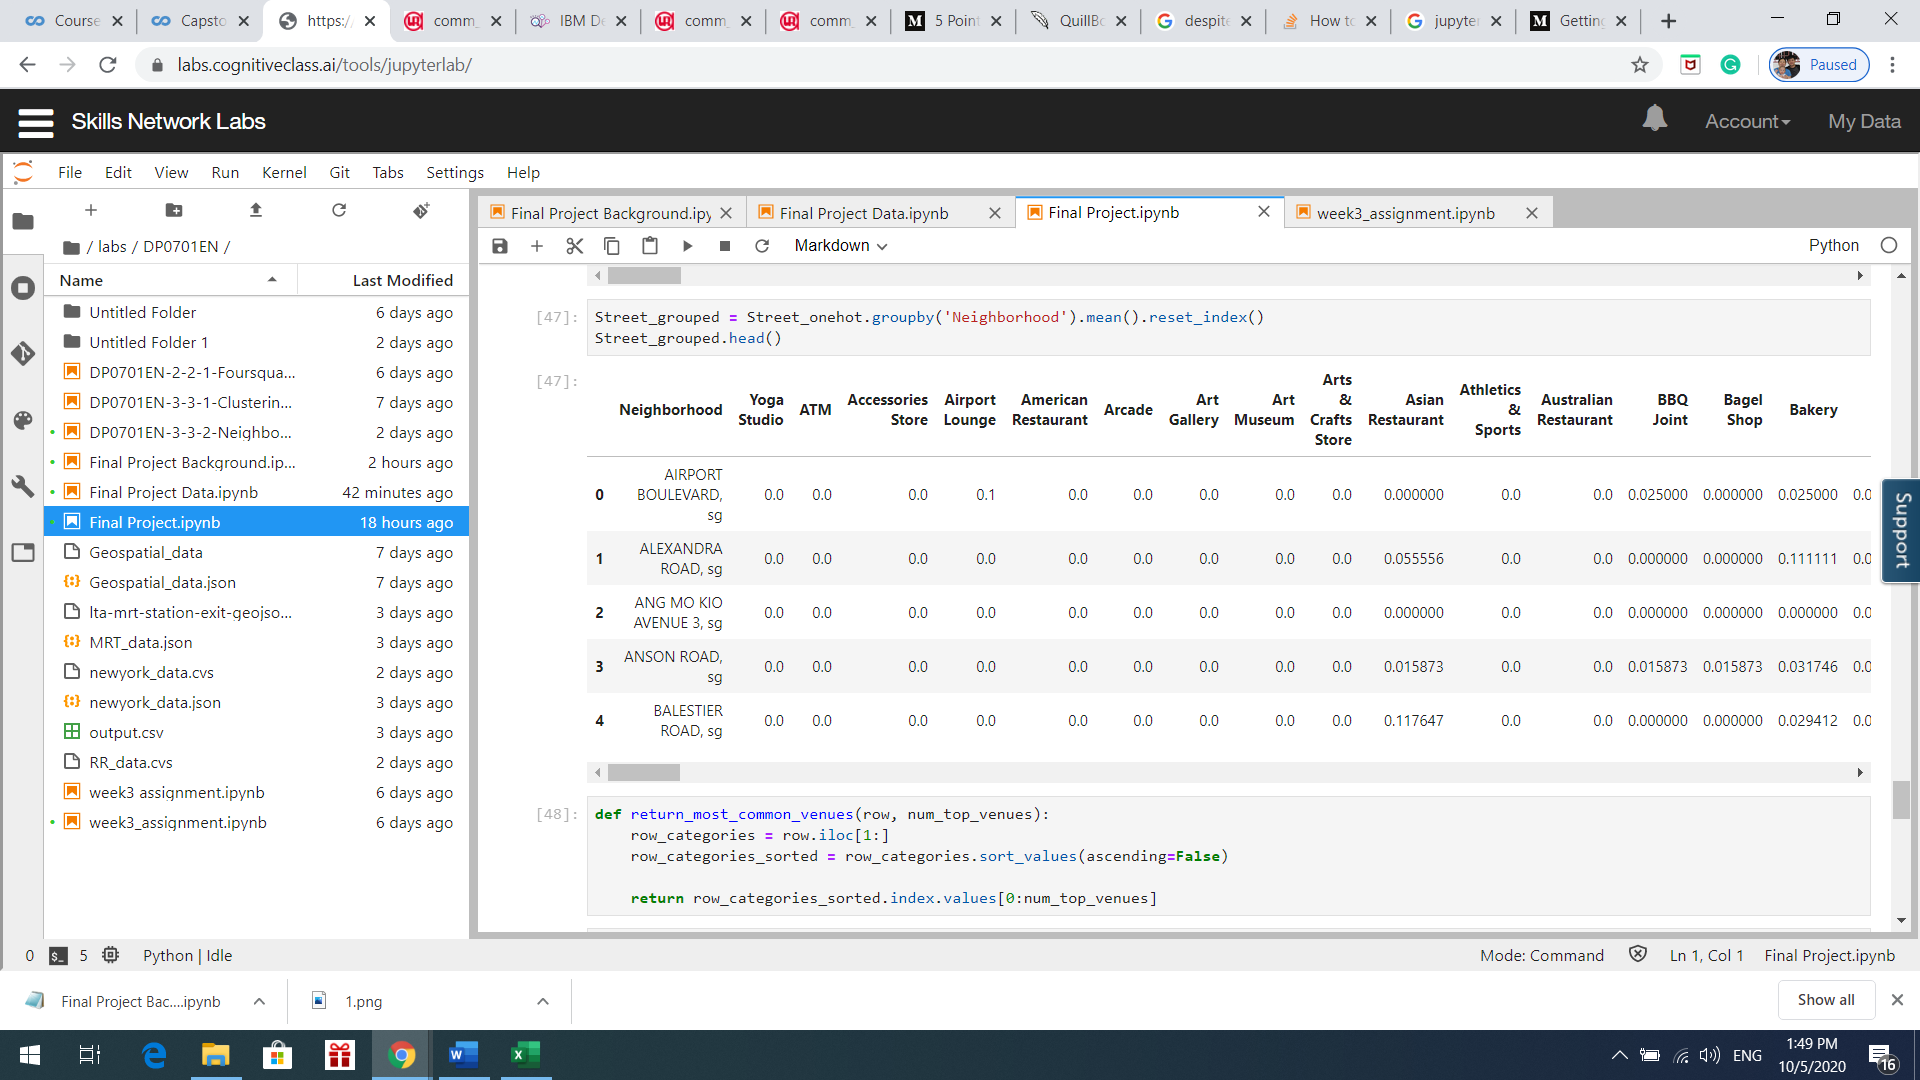 Course
Capsto
https:/
comm_
IBM De
comm_
comm_
5 Point
QuillBo
despite
How to
jupyter
Getting
labs.cognitiveclass.ai/tools/jupyterlab/
Paused
Skills Network Labs
Account
My Data
File Edit View Run Kernel Git Tabs Settings Help
/ labs / DP0701EN /
Name Last Modified
Untitled Folder 6 days ago
Untitled Folder 1 2 days ago
DP0701EN-2-2-1-Foursqua... 6 days ago
DP0701EN-3-3-1-Clusterin... 7 days ago
DP0701EN-3-3-2-Neighbo... 2 days ago
Final Project Background.ip... 2 hours ago
Final Project Data.ipynb 42 minutes ago
Final Project.ipynb 18 hours ago
Geospatial_data 7 days ago
Geospatial_data.json 7 days ago
lta-mrt-station-exit-geojso... 3 days ago
MRT_data.json 3 days ago
newyork_data.cvs 2 days ago
newyork_data.json 3 days ago
output.csv 3 days ago
RR_data.cvs 2 days ago
week3 assignment.ipynb 6 days ago
week3_assignment.ipynb 6 days ago
Final Project Background.ipy
Final Project Data.ipynb
Final Project.ipynb
week3_assignment.ipynb
Markdown
Python
[47]: Street_grouped = Street_onehot.groupby('Neighborhood').mean().reset_index()
Street_grouped.head()
[47]:
Neighborhood Yoga Studio ATM Accessories Store Airport Lounge American Restaurant Arcade Art Gallery Art Museum Arts & Crafts Store Asian Restaurant Athletics & Sports Australian Restaurant BBQ Joint Bagel Shop Bakery
0 AIRPORT BOULEVARD, sg 0.0 0.0 0.0 0.1 0.0 0.0 0.0 0.0 0.0 0.000000 0.0 0.0 0.025000 0.000000 0.025000 0.0
1 ALEXANDRA ROAD, sg 0.0 0.0 0.0 0.0 0.0 0.0 0.0 0.0 0.0 0.055556 0.0 0.0 0.000000 0.000000 0.111111 0.0
2 ANG MO KIO AVENUE 3, sg 0.0 0.0 0.0 0.0 0.0 0.0 0.0 0.0 0.0 0.000000 0.0 0.0 0.000000 0.000000 0.000000 0.0
3 ANSON ROAD, sg 0.0 0.0 0.0 0.0 0.0 0.0 0.0 0.0 0.0 0.015873 0.0 0.0 0.015873 0.015873 0.031746 0.0
4 BALESTIER ROAD, sg 0.0 0.0 0.0 0.0 0.0 0.0 0.0 0.0 0.0 0.117647 0.0 0.0 0.000000 0.000000 0.029412 0.0
[48]: def return_most_common_venues(row, num_top_venues):
row_categories = row.iloc[1:]
row_categories_sorted = row_categories.sort_values(ascending=False)
return row_categories_sorted.index.values[0:num_top_venues]
Support
0 5 Python | Idle
Mode: Command
Ln 1, Col 1
Final Project.ipynb
Final Project Bac....ipynb
1.png
Show all
ENG
1:49 PM
10/5/2020
16